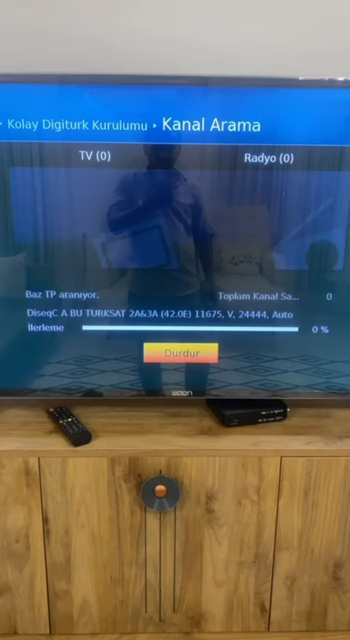 Kolay Digiturk Kurulumu ▸ Kanal Arama
TV (0) Radyo (0)
Baz TP aranıyor, Toplam Kanal Sa... 0
DiseqC A BU TURKSAT 2A&3A (42.0E) 11675, V, 24444, Auto
İlerleme 0 %
Durdur
WOON